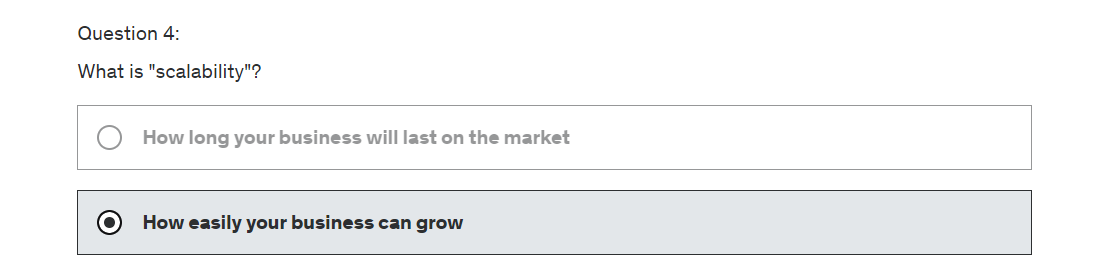 Question 4:
What is "scalability"?
How long your business will last on the market
How easily your business can grow